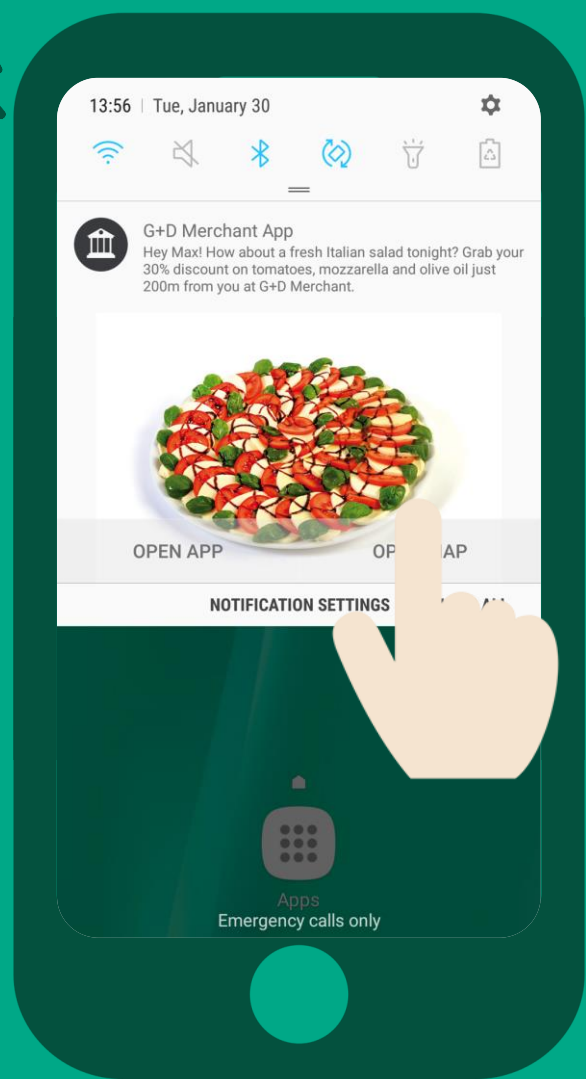 13:56 | Tue, January 30
G+D Merchant App
Hey Max! How about a fresh Italian salad tonight? Grab your
30% discount on tomatoes, mozzarella and olive oil just
200m from you at G+D Merchant.
OPEN APP
NOTIFICATION SETTINGS
Apps
Emergency calls only